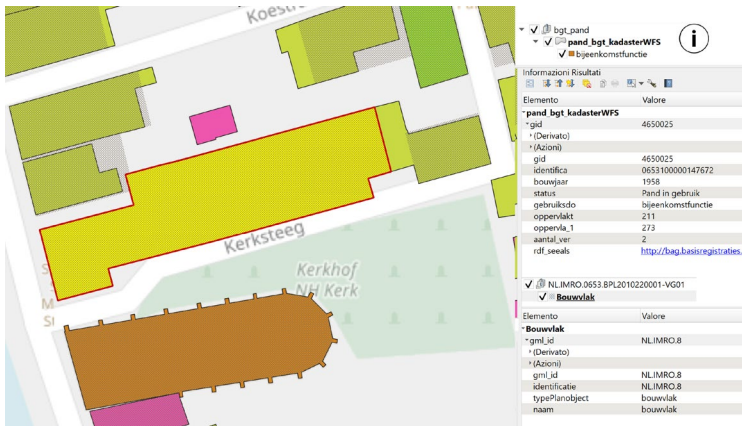 Koestr
Kerksteeg
Kerkhof
NH Kerk
bgt_pand
pand_bgt_kadasterWFS
bijeenkomstfunctie
i
Informazioni Risultati
Elemento Valore
pand_bgt_kadasterWFS
gid 4650025
(Derivato)
(Azioni)
gid 4650025
identifica 0653100000147672
bouwjaar 1958
status Pand in gebruik
gebruiksdo bijeenkomstfunctie
oppervlakt 211
oppervla_1 273
aantal_ver 2
rdf_seeals http://bag.basisregistraties.
NL.IMRO.0653.BPL2010220001-VG01
Bouwvlak
Elemento Valore
Bouwvlak
gml_id NL.IMRO.8
(Derivato)
(Azioni)
gml_id NL.IMRO.8
identificatie NL.IMRO.8
typePlanobject bouwvlak
naam bouwvlak